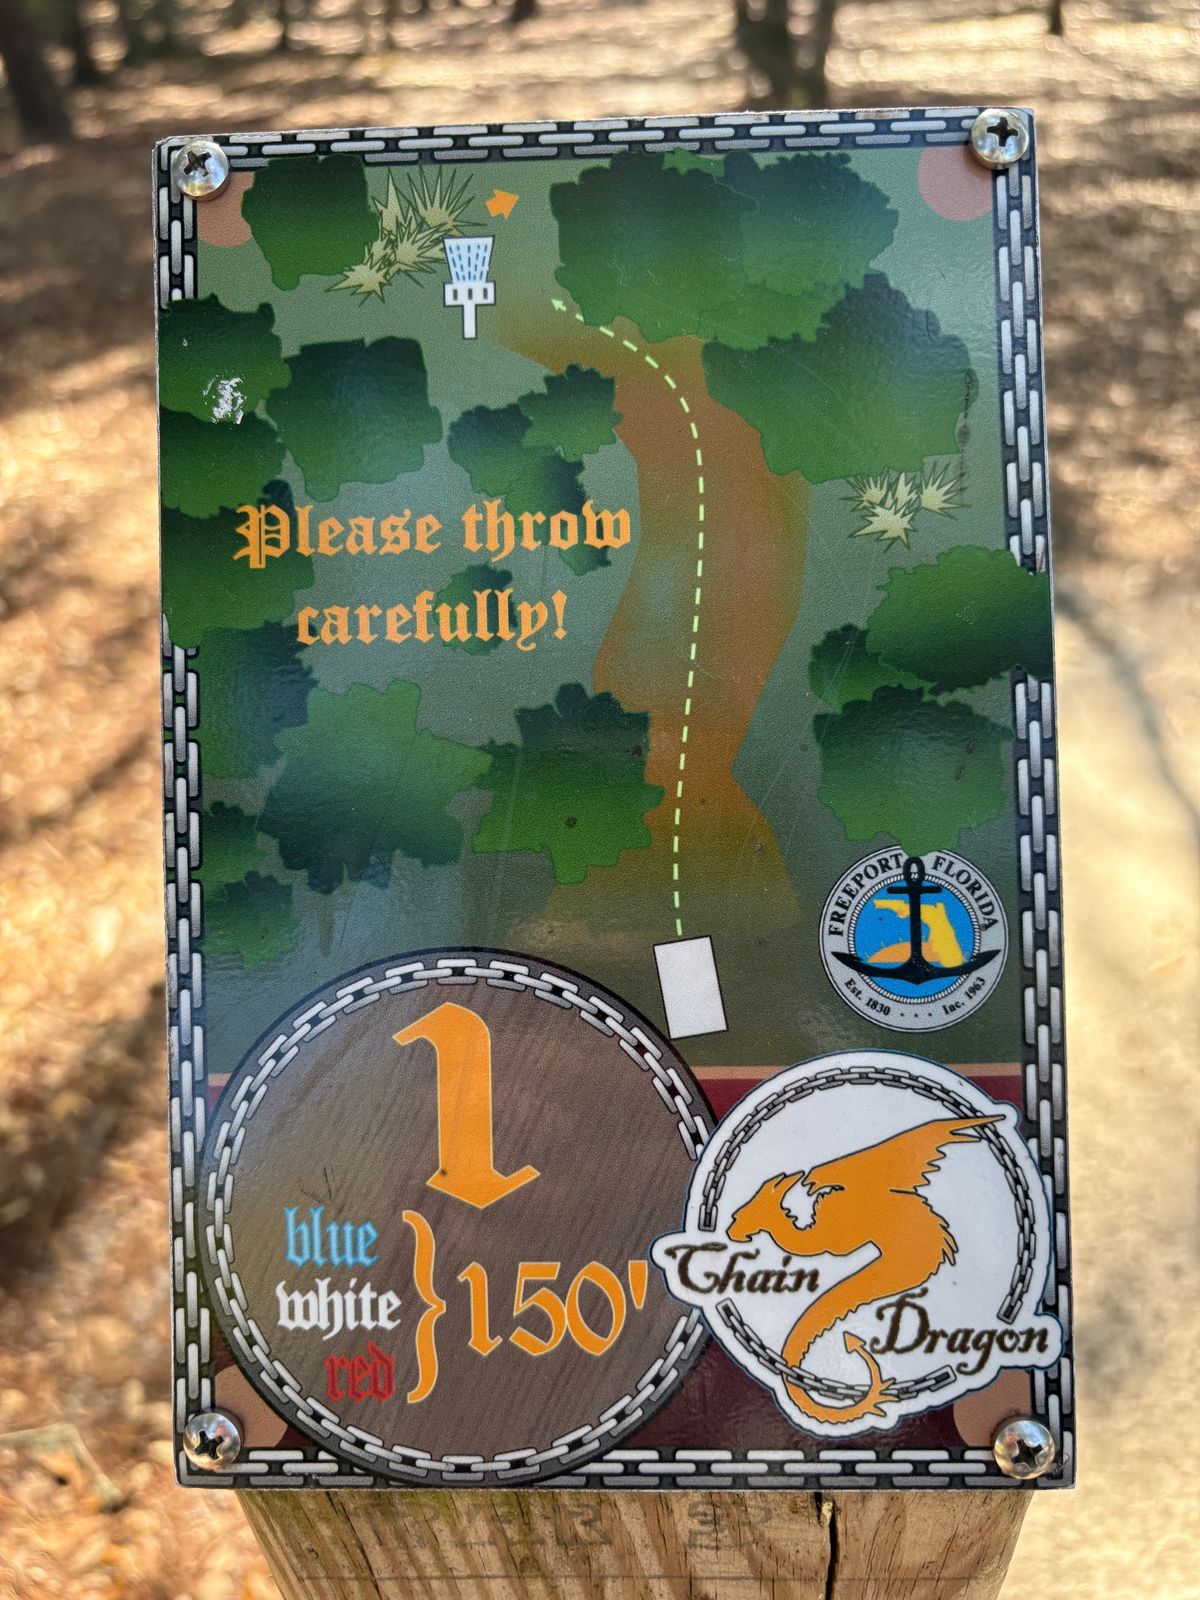 Please throw
carefully!
FREEPORT FLORIDA
Est. 1830 · · · · Inc. 1963
1
blue
white
red
150'
Chain
Dragon